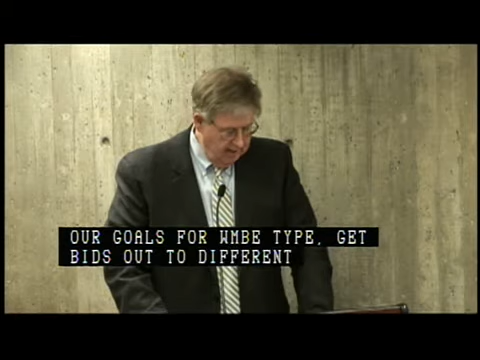 OUR GOALS FOR WMBE TYPE, GET
BIDS OUT TO DIFFERENT